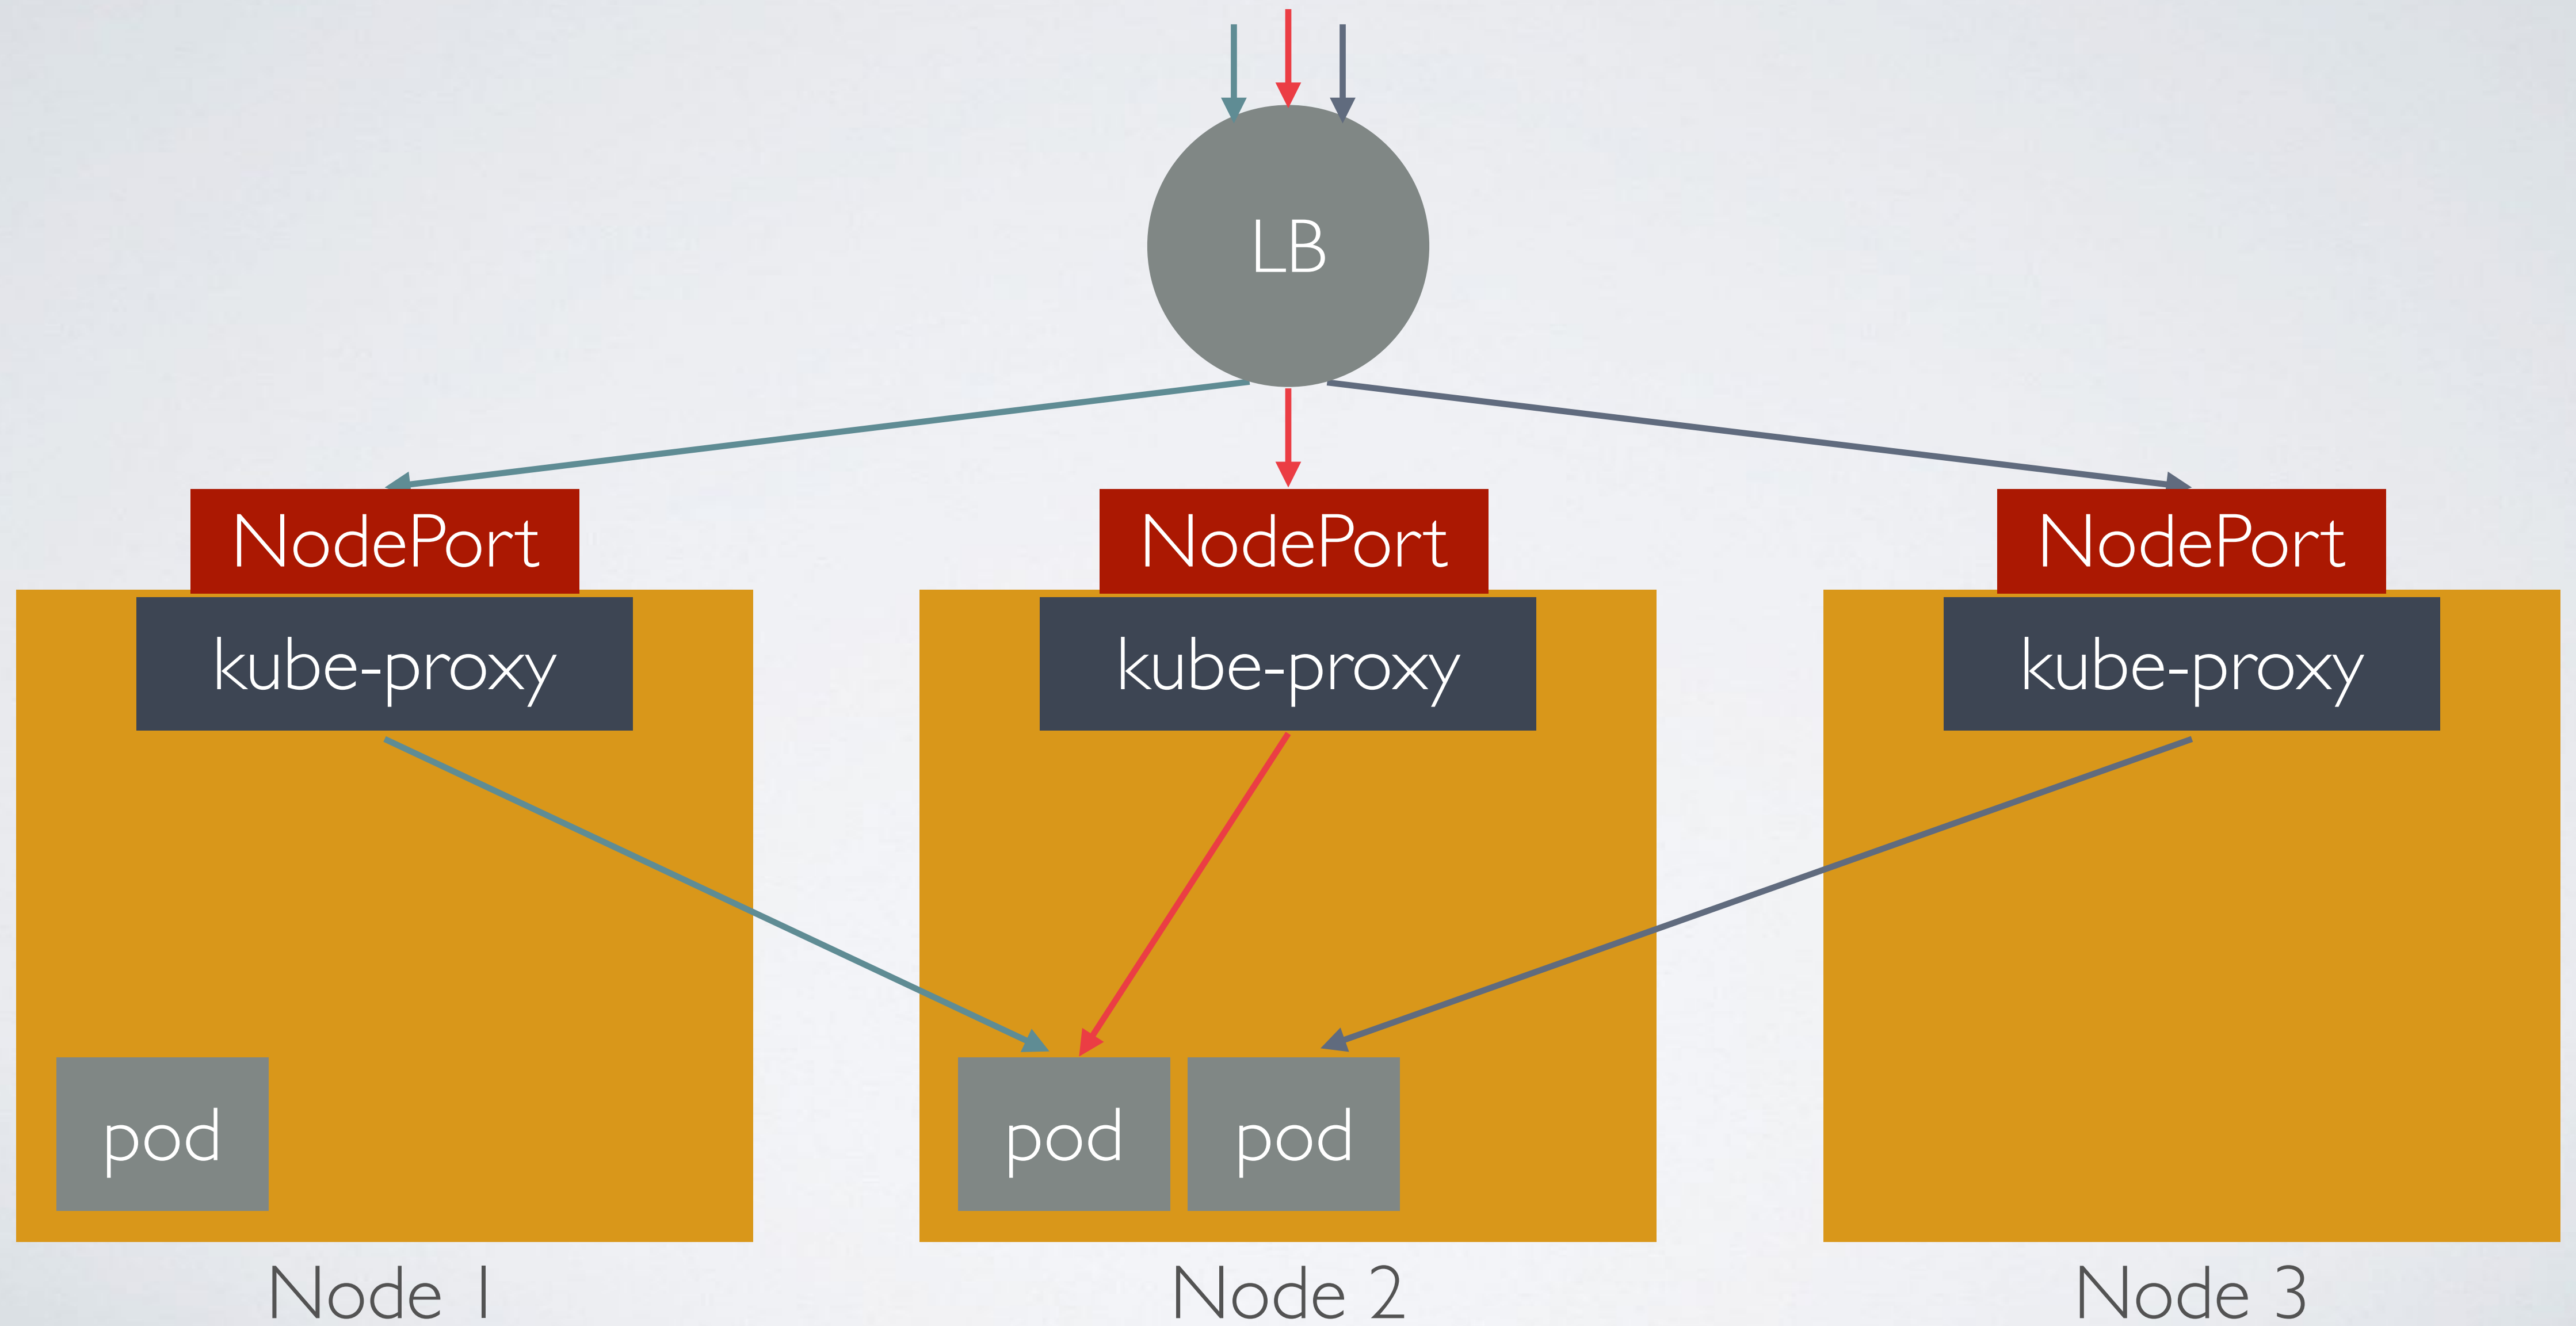 LB
NodePort
NodePort
NodePort
kube-proxy
kube-proxy
kube-proxy
pod
pod
pod
Node 1
Node 2
Node 3